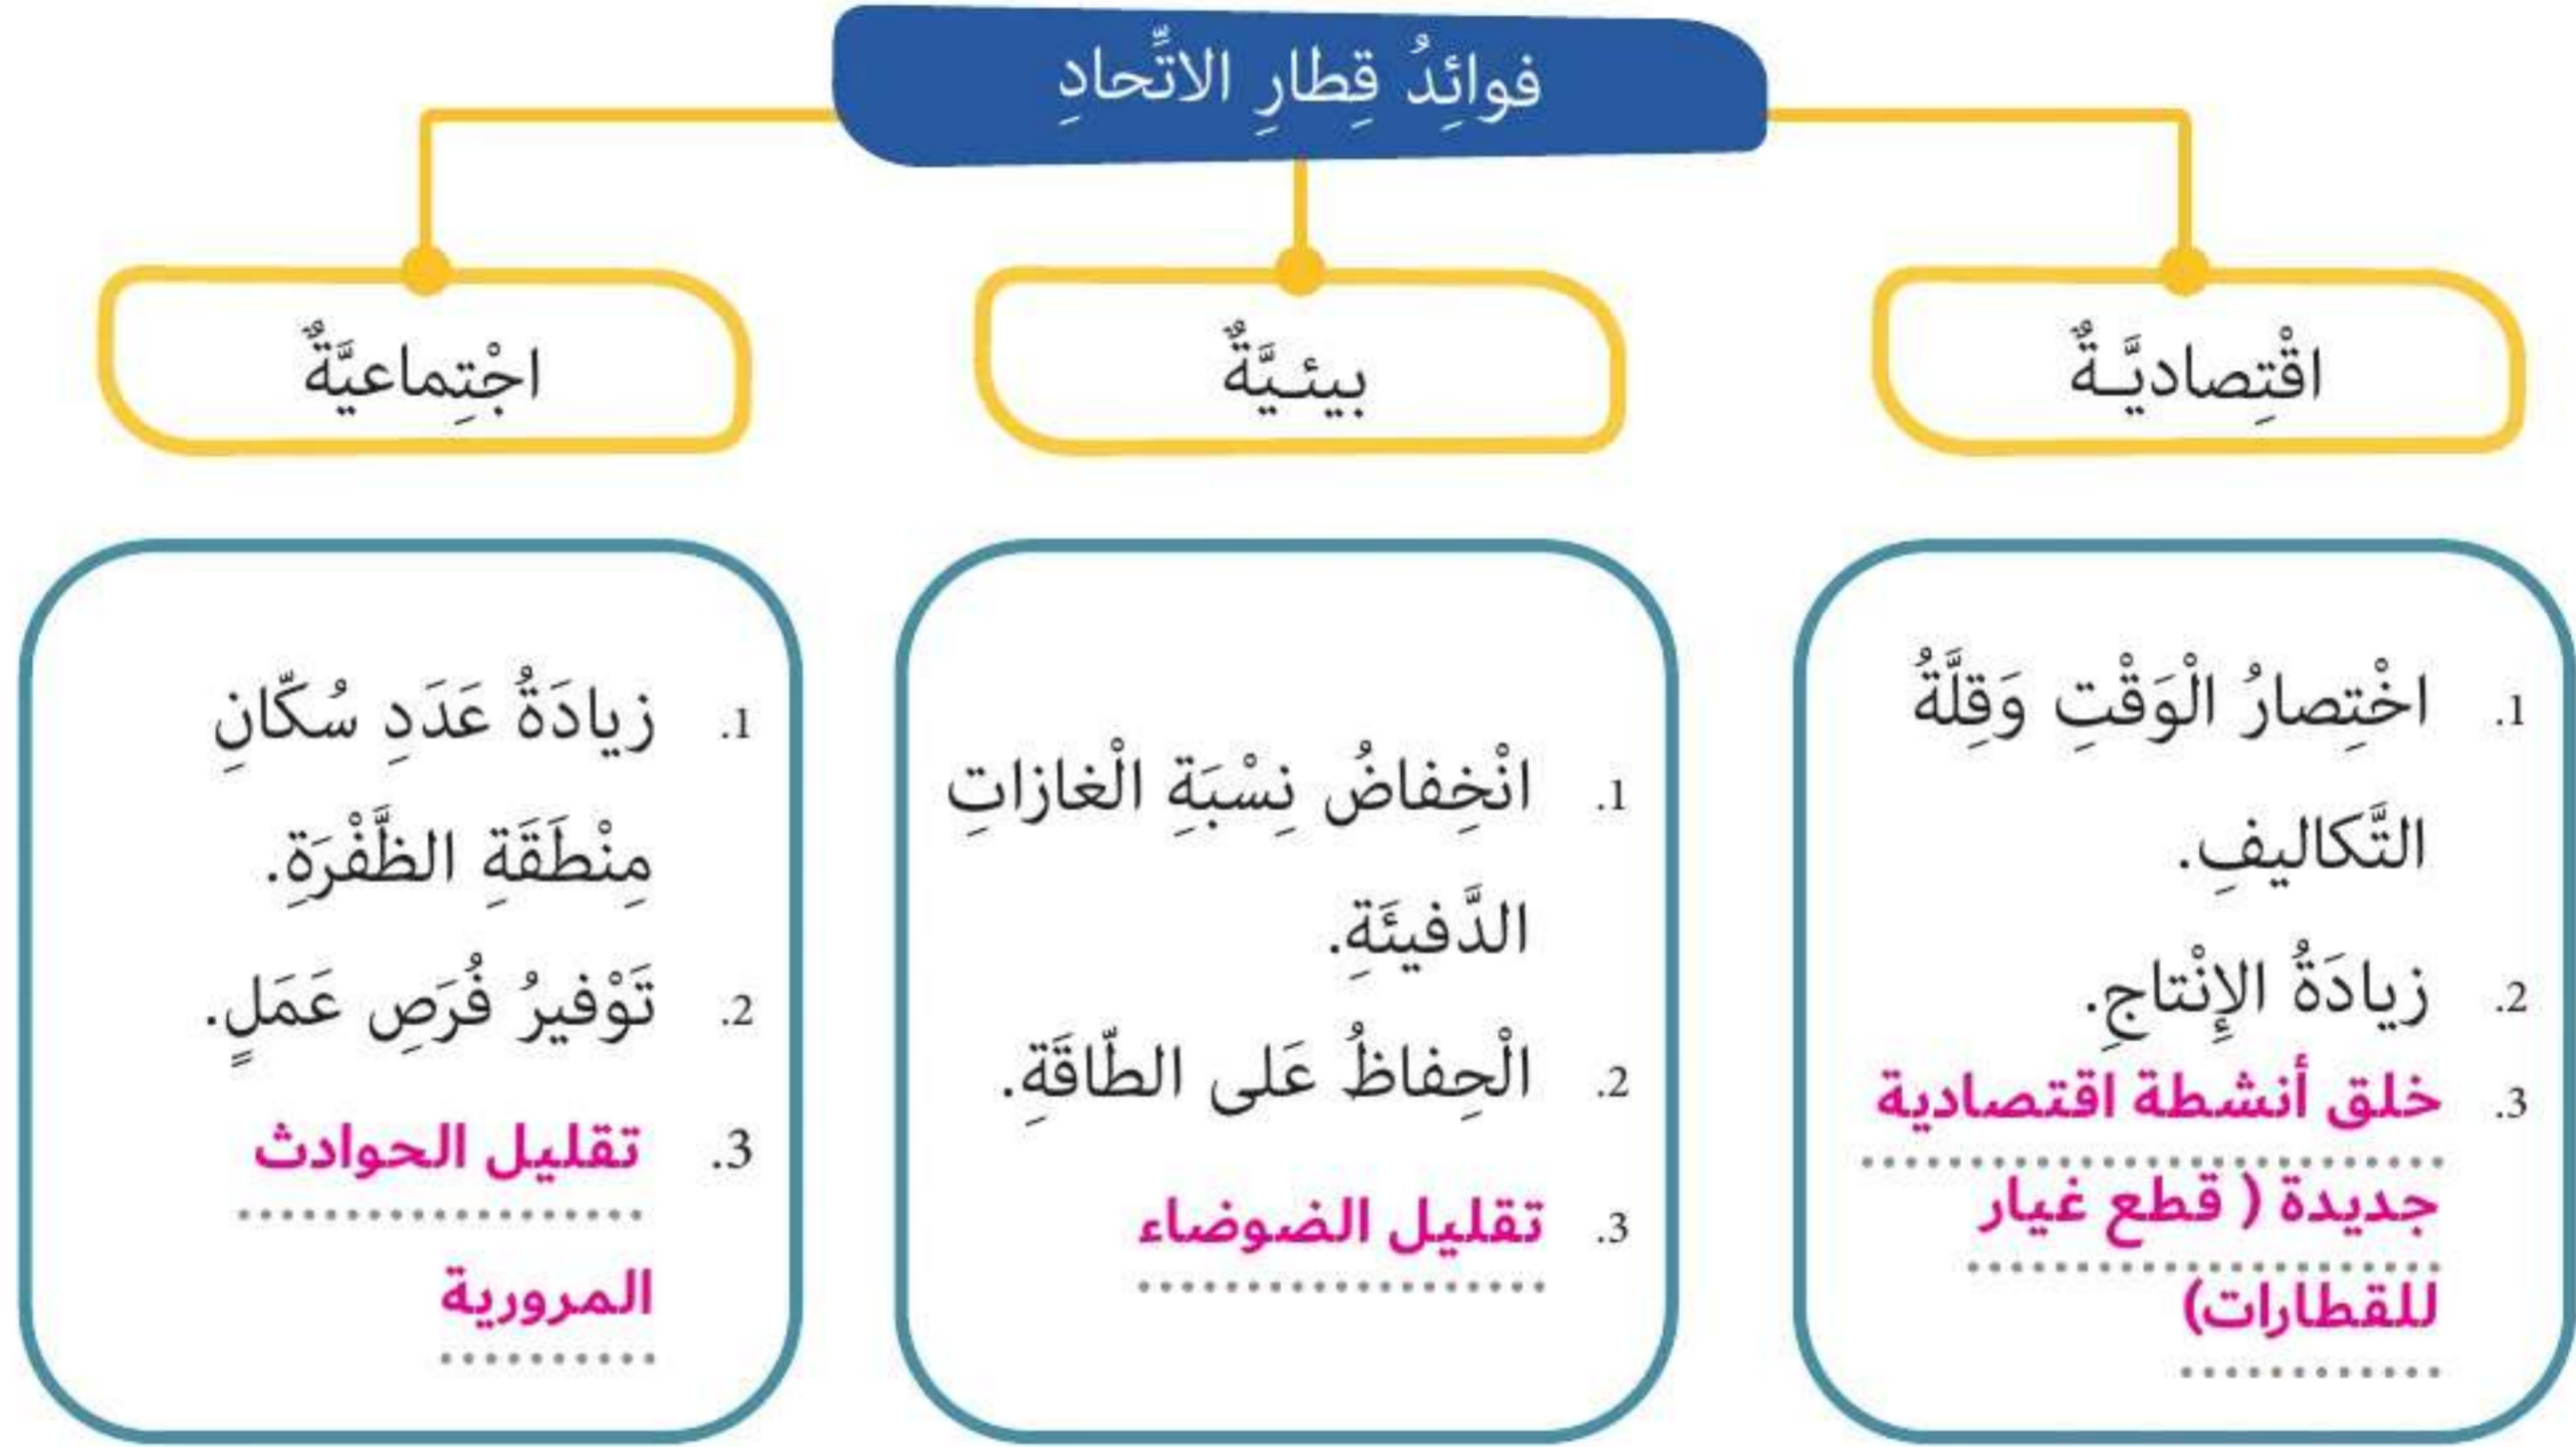 فوائِدُ قِطارِ الاتِّحادِ
اقْتِصاديَّـةٌ
بيئـيَّةٌ
اجْتِماعيَّةٌ
1. اخْتِصارُ الْوَقْتِ وَقِلَّةُ
التَّكاليفِ.
2. زيادَةُ الإِنْتاجِ.
3. خلق أنشطة اقتصادية
جديدة ( قطع غيار
للقطارات)
1. انْخِفاضُ نِسْبَةِ الْغازاتِ
الدَّفيئَةِ.
2. الْحِفاظُ عَلى الطّاقَةِ.
3. تقليل الضوضاء
1. زيادَةُ عَدَدِ سُكّانِ
مِنْطَقَةِ الظَّفْرَةِ.
2. تَوْفيرُ فُرَصِ عَمَلٍ.
3. تقليل الحوادث
المرورية